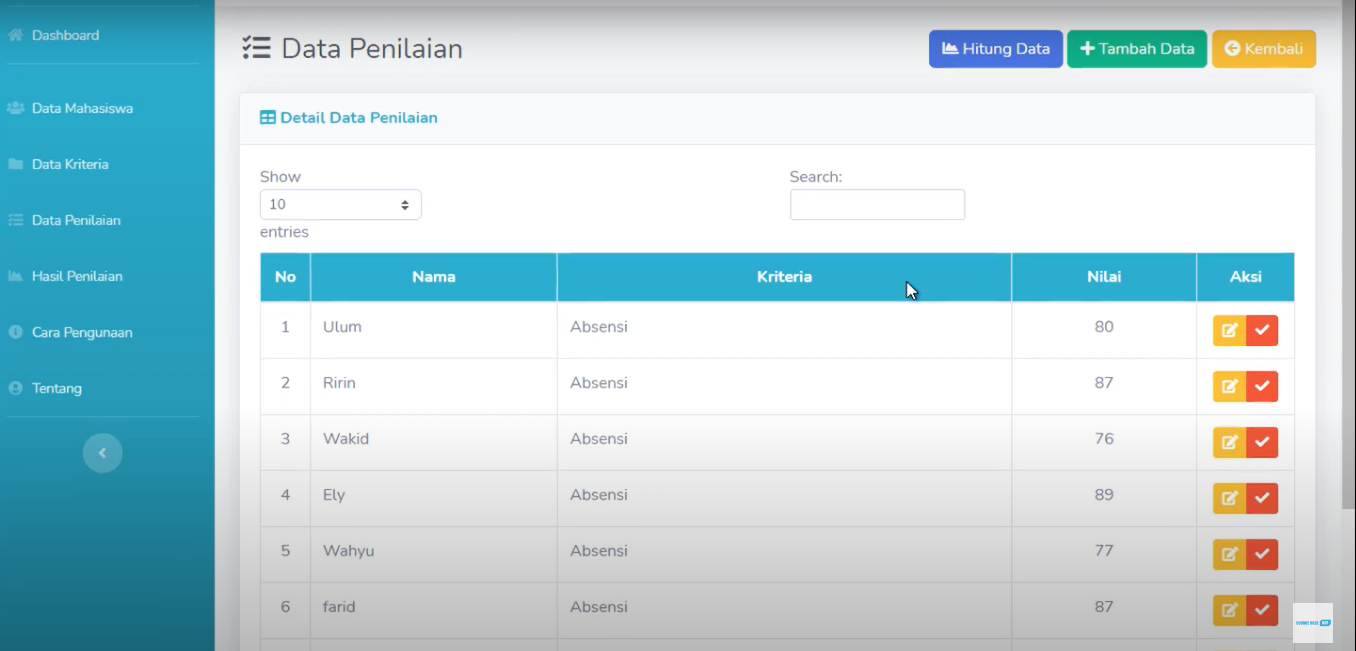 Dashboard
Data Mahasiswa
Data Kriteria
Data Penilaian
Hasil Penilaian
Cara Pengunaan
Tentang
Data Penilaian
Hitung Data
Tambah Data
Kembali
Detail Data Penilaian
Show
10
entries
Search:
No Nama Kriteria Nilai Aksi
1 Ulum Absensi 80
2 Ririn Absensi 87
3 Wakid Absensi 76
4 Ely Absensi 89
5 Wahyu Absensi 77
6 farid Absensi 87